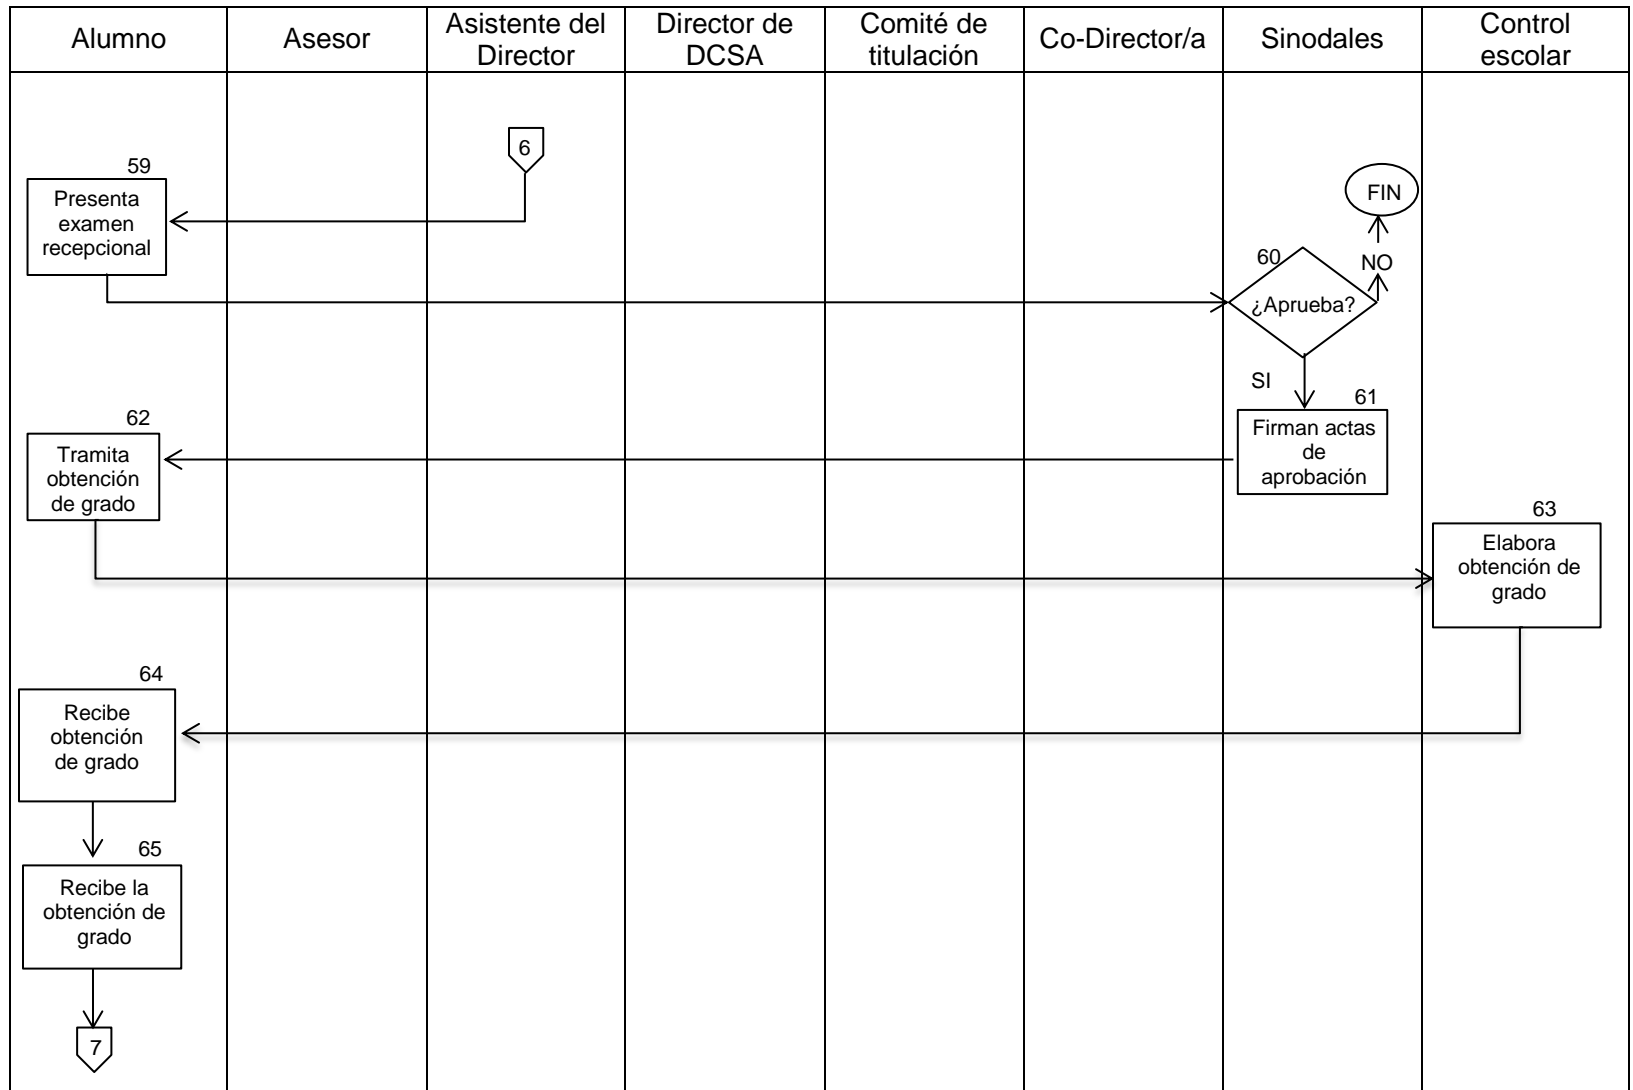 Alumno
Asesor
Asistente del
Director
Director de
DCSA
Comité de
titulación
Co-Director/a
Sinodales
Control
escolar
6
59
Presenta
examen
recepcional
FIN
NO
60
¿Aprueba?
SI
61
Firman actas
de
aprobación
62
Tramita
obtención
de grado
63
Elabora
obtención de
grado
64
Recibe
obtención
de grado
65
Recibe la
obtención de
grado
7